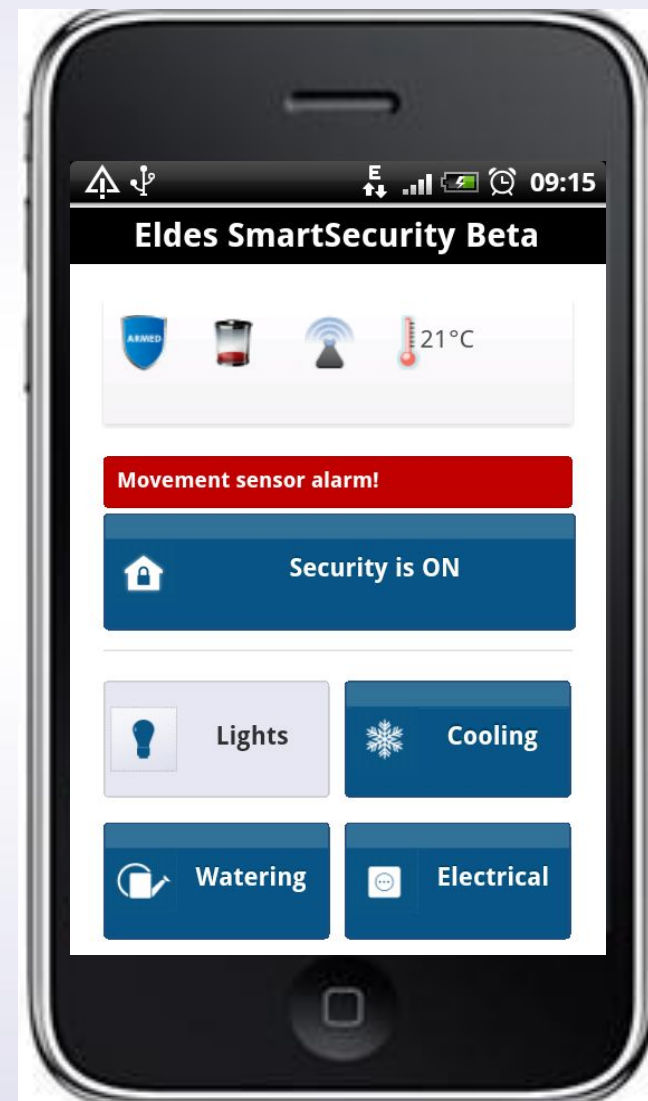 E
09:15
Eldes SmartSecurity Beta
ARMED
21°C
Movement sensor alarm!
Security is ON
Lights
Cooling
Watering
Electrical